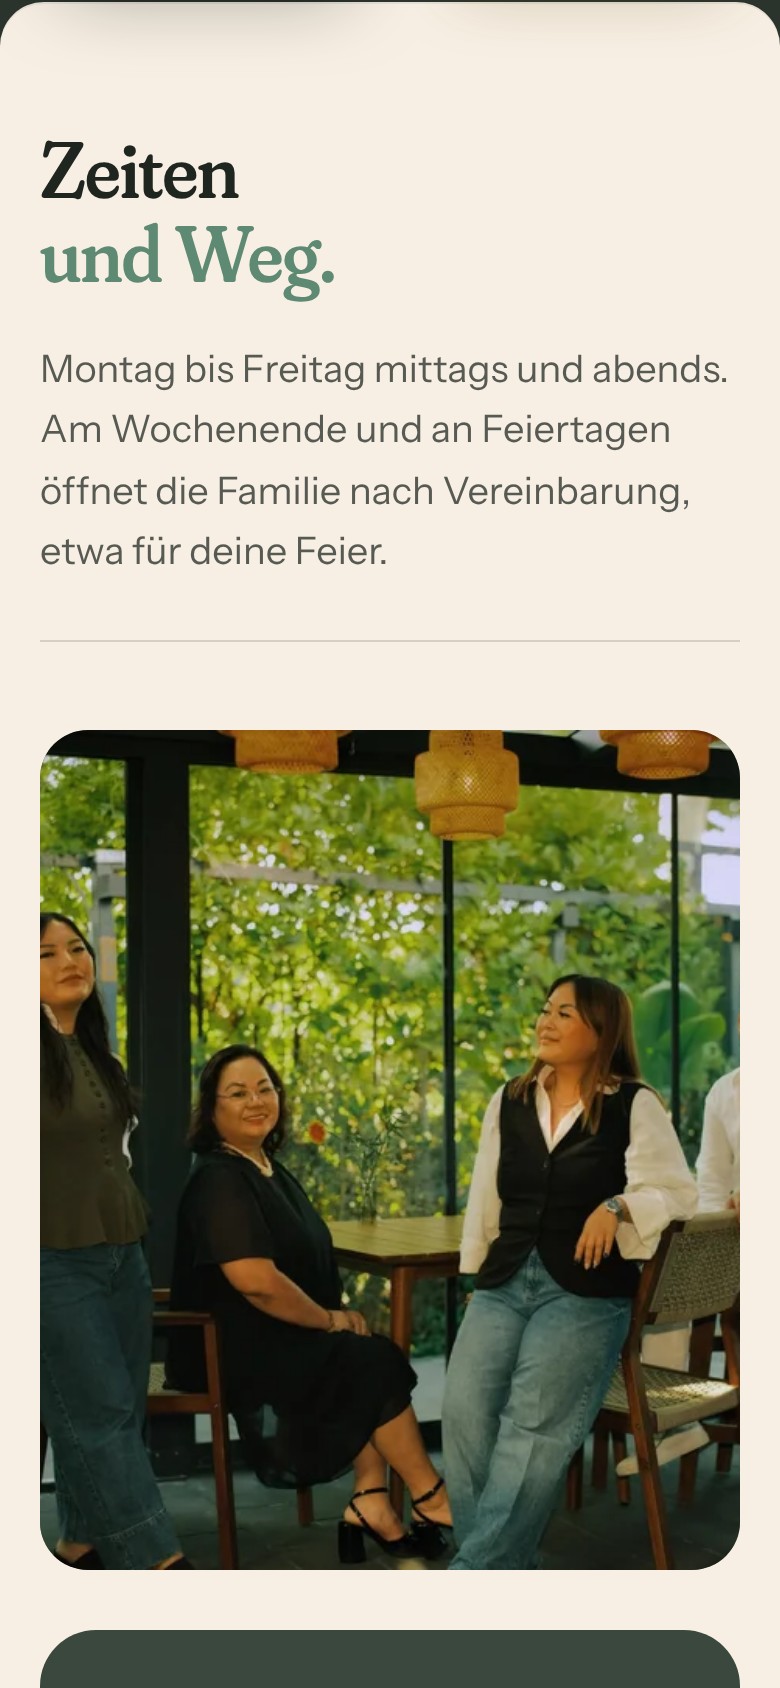 Zeiten
und Weg.
Montag bis Freitag mittags und abends.
Am Wochenende und an Feiertagen
öffnet die Familie nach Vereinbarung,
etwa für deine Feier.